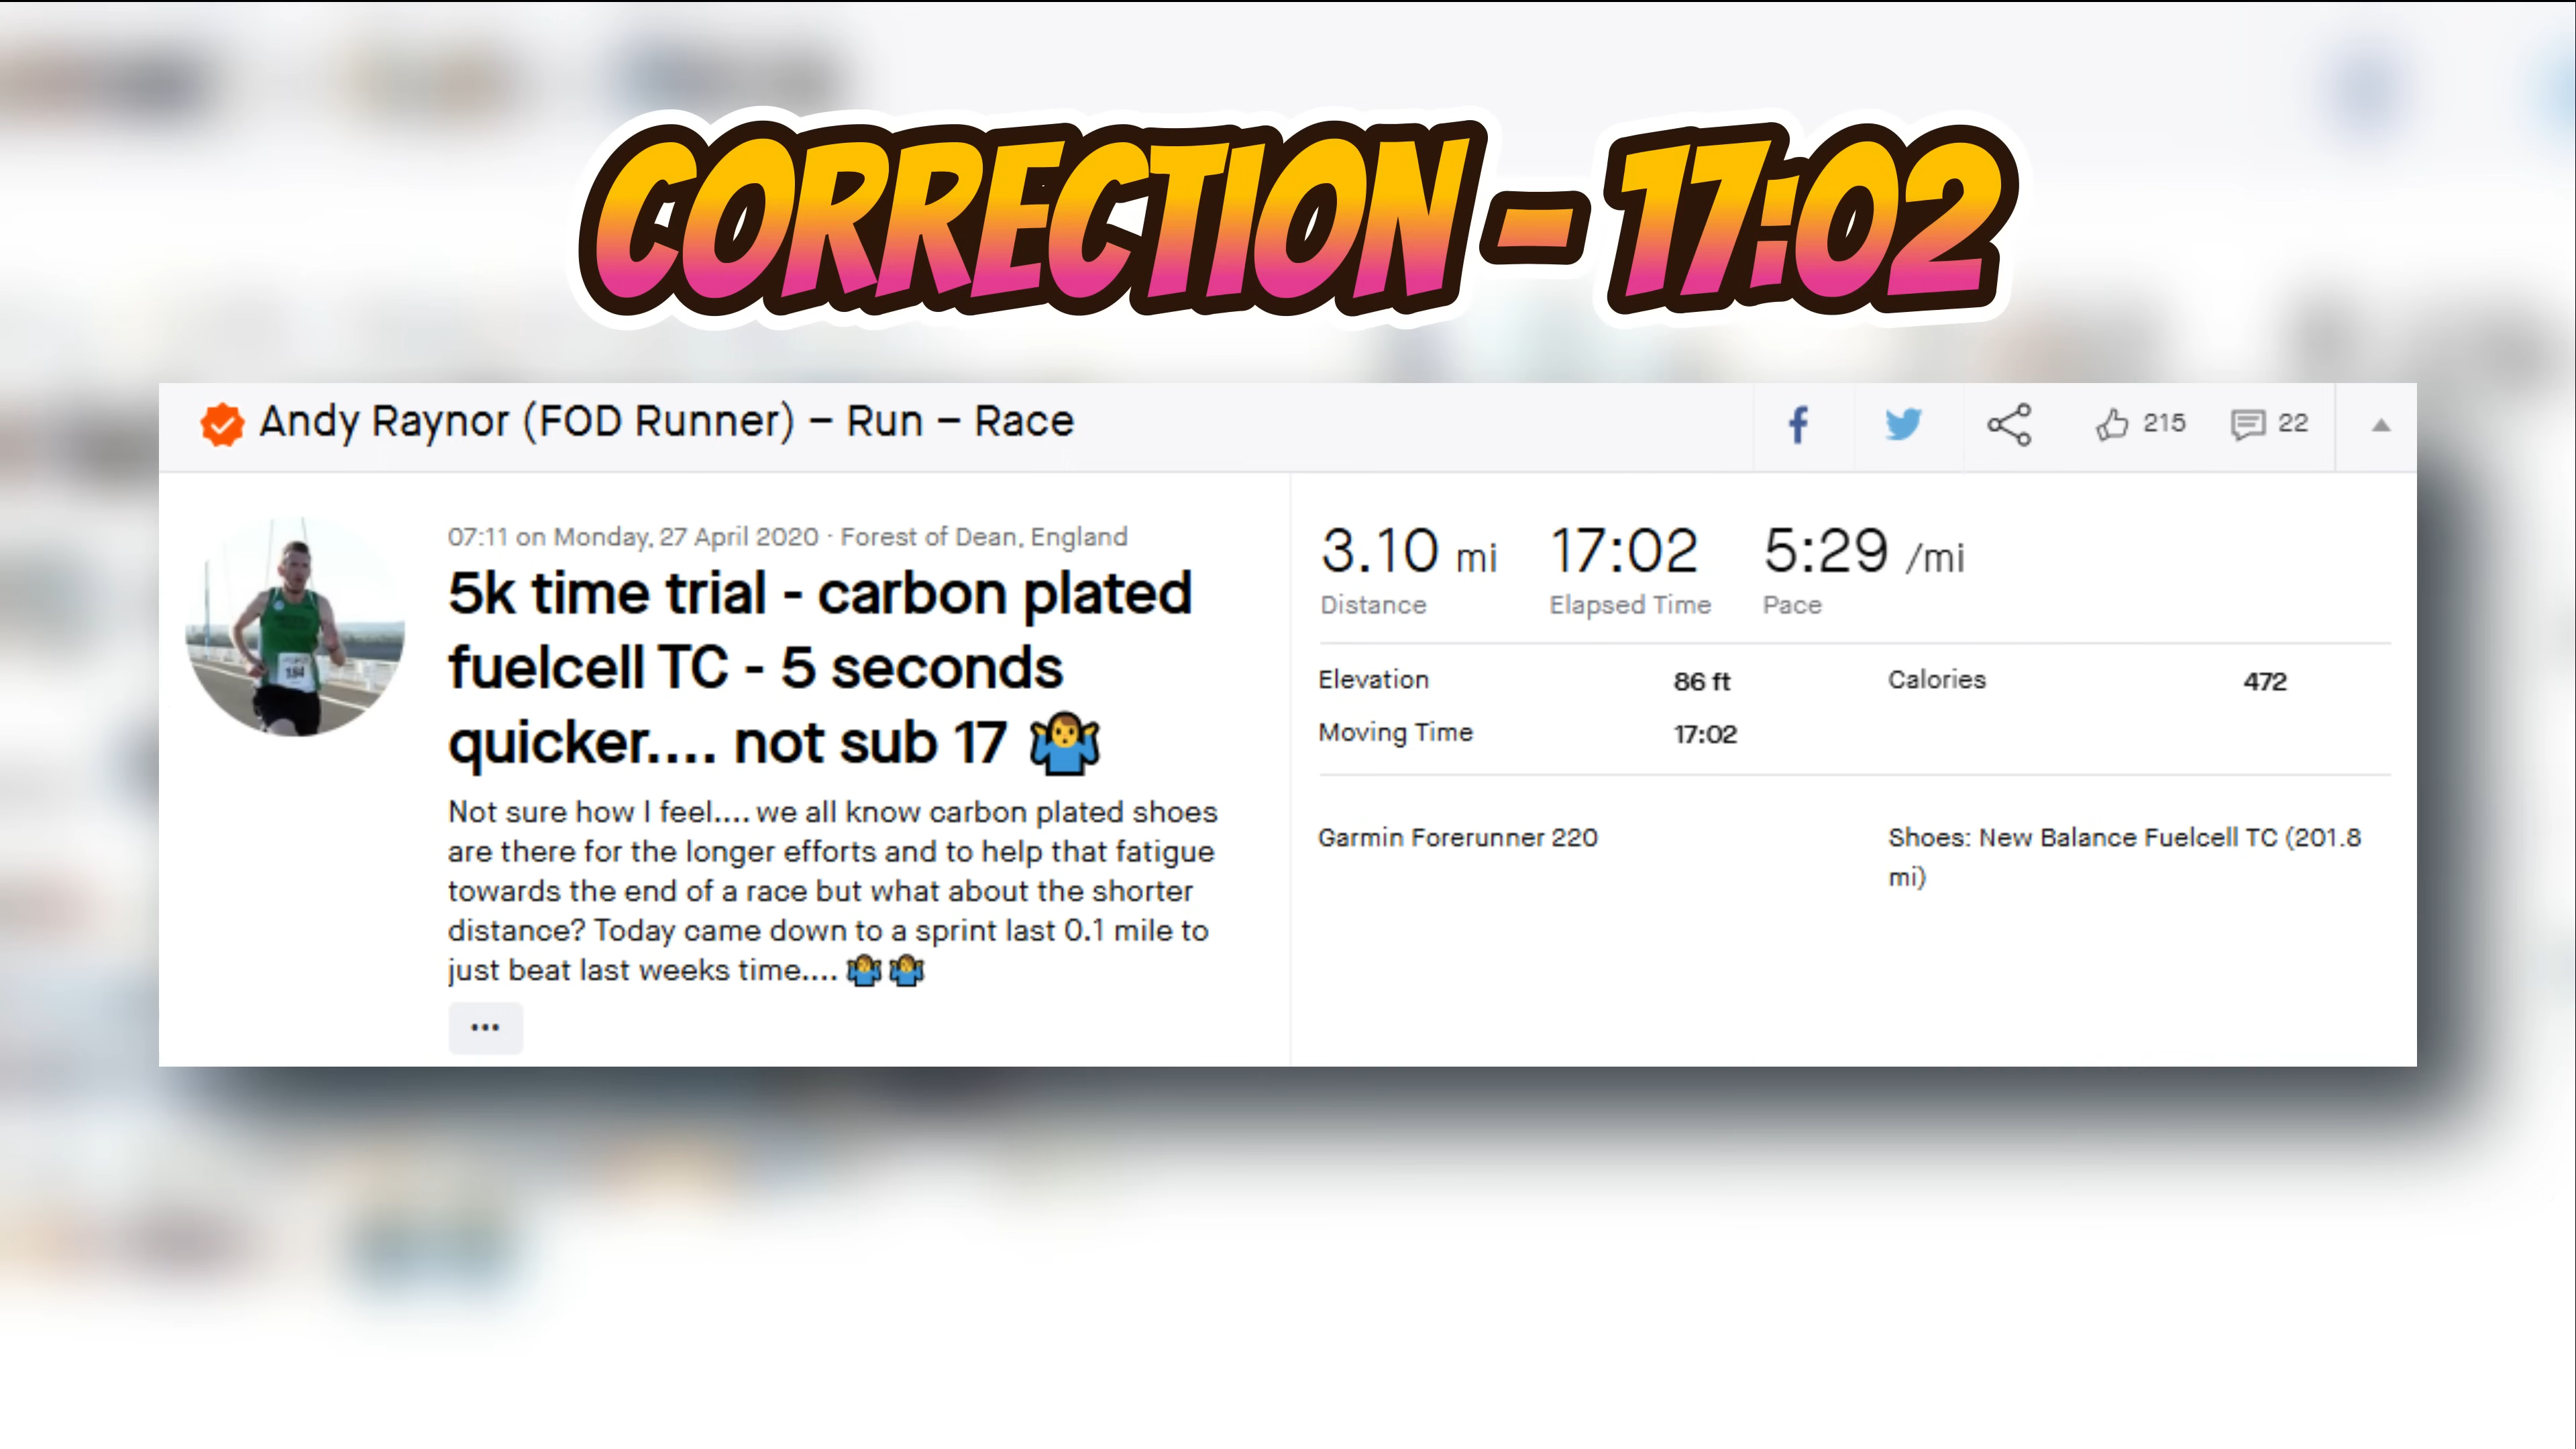 CORRECTION - 17:02
Andy Raynor (FOD Runner) – Run – Race
215
22
07:11 on Monday, 27 April 2020 · Forest of Dean, England
5k time trial - carbon plated
fuelcell TC - 5 seconds
quicker.... not sub 17 🤷‍♂️
Not sure how I feel.... we all know carbon plated shoes
are there for the longer efforts and to help that fatigue
towards the end of a race but what about the shorter
distance? Today came down to a sprint last 0.1 mile to
just beat last weeks time.... 🤷‍♂️🤷‍♂️
•••
3.10 mi 17:02 5:29 /mi
Distance Elapsed Time Pace
Elevation 86 ft Calories 472
Moving Time 17:02
Garmin Forerunner 220
Shoes: New Balance Fuelcell TC (201.8
mi)
184